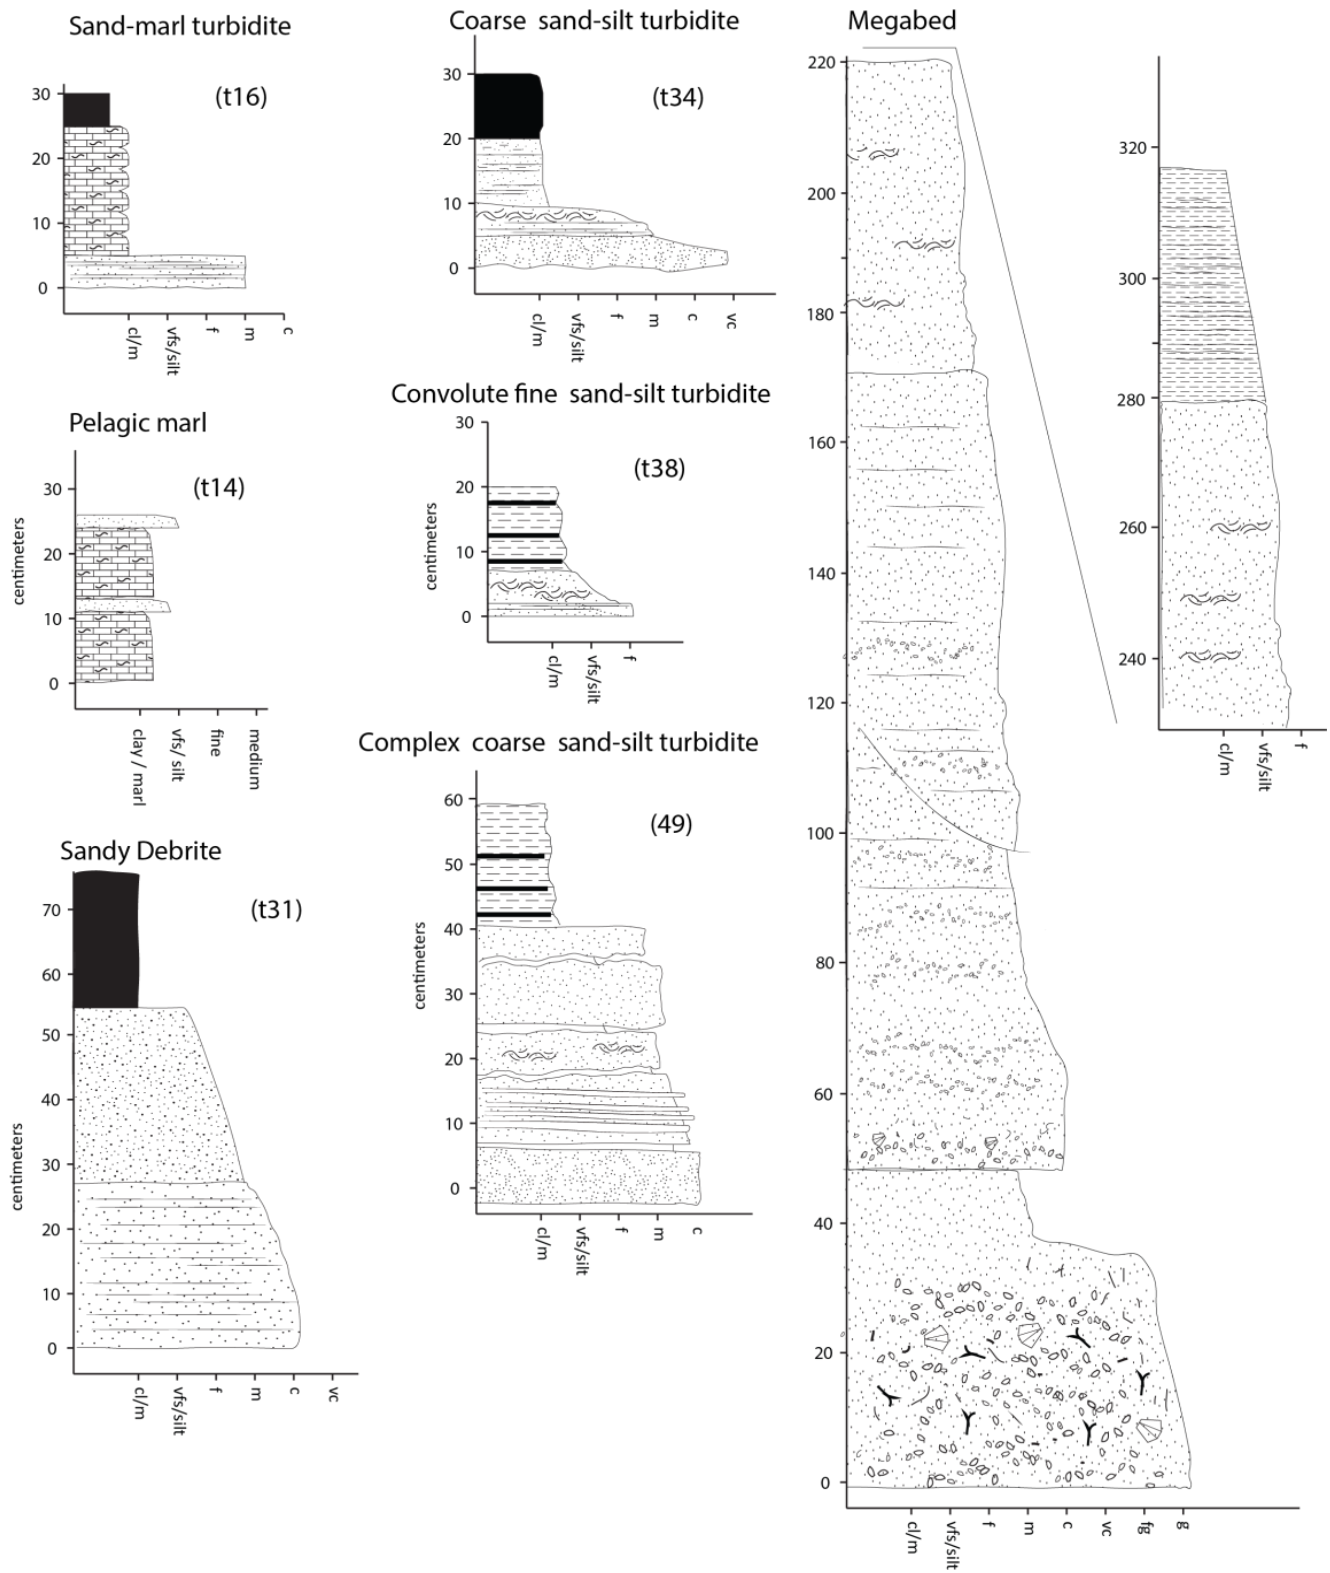 Sand-marl turbidite
(t16)
30
20
10
0
cl/m
vfs/silt
f
m
c
Pelagic marl
(t14)
centimeters
30
20
10
0
clay / marl
vfs/ silt
fine
medium
Sandy Debrite
(t31)
centimeters
70
60
50
40
30
20
10
0
cl/m
vfs/silt
f
m
c
vc
Coarse sand-silt turbidite
(t34)
30
20
10
0
cl/m
vfs/silt
f
m
c
vc
Convolute fine sand-silt turbidite
(t38)
centimeters
30
20
10
0
cl/m
vfs/silt
f
Complex coarse sand-silt turbidite
(49)
centimeters
60
50
40
30
20
10
0
cl/m
vfs/silt
f
m
c
Megabed
220
200
180
160
140
120
100
80
60
40
20
0
cl/m
vfs/silt
f
m
c
vc
fg
g
320
300
280
260
240
cl/m
vfs/silt
f